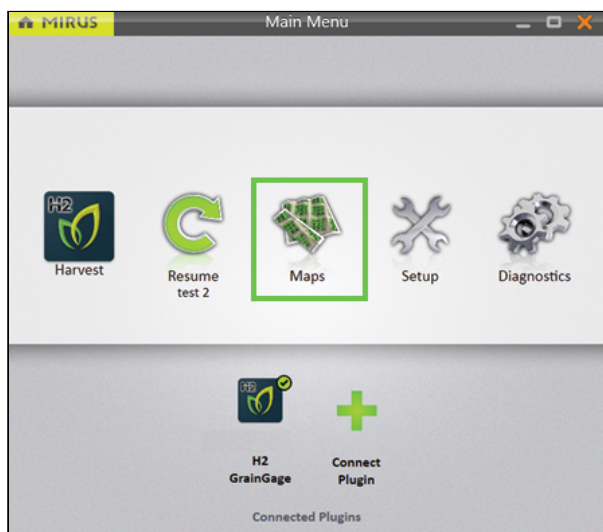 MIRUS
Main Menu
H2
Harvest
Resume
test 2
Maps
Setup
Diagnostics
H2
H2
GrainGage
Connect
Plugin
Connected Plugins